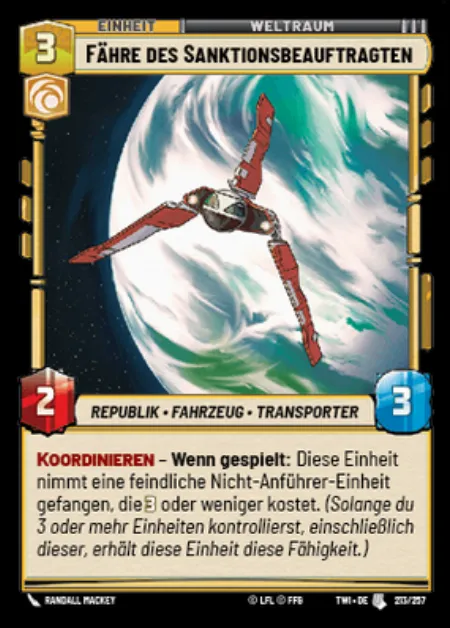 EINHEIT WELTRAUM
3 FÄHRE DES SANKTIONSBEAUFTRAGTEN
2 REPUBLIK • FAHRZEUG • TRANSPORTER 3
KOORDINIEREN – Wenn gespielt: Diese Einheit
nimmt eine feindliche Nicht-Anführer-Einheit
gefangen, die 3 oder weniger kostet. (Solange du
3 oder mehr Einheiten kontrollierst, einschließlich
dieser, erhält diese Einheit diese Fähigkeit.)
RANDALL MACKEY © LFL © FFG TWI • DE 213/257